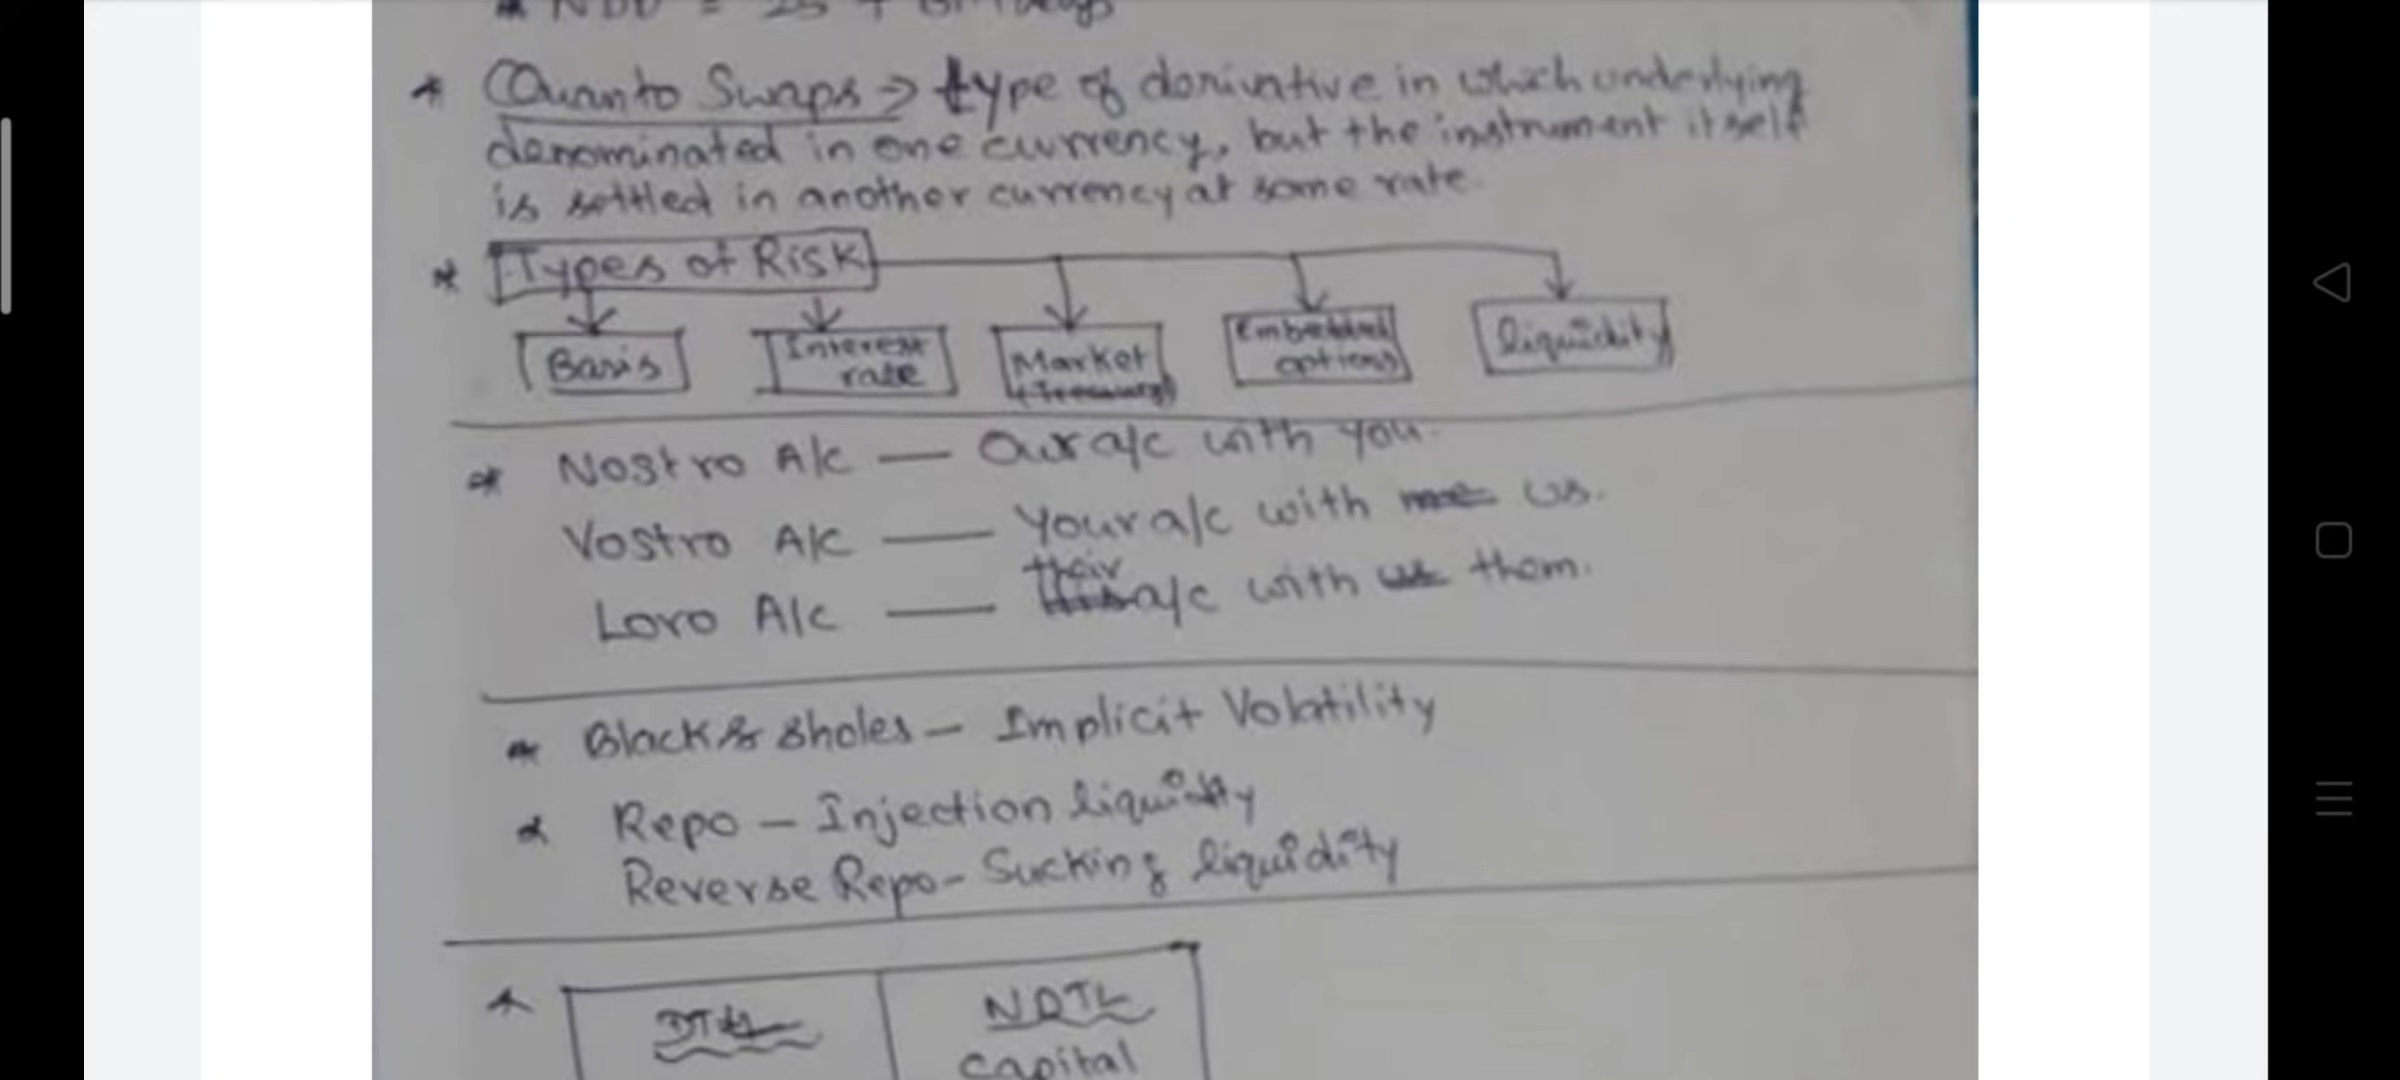 * Quanto Swaps → type of derivative in which underlying
denominated in one currency, but the instrument itself
is settled in another currency at some rate.
* Types of Risk
Basis
Interest rate
Market
Embedded options
liquidity
* Nostro A/c — Our a/c with you.
Vostro A/c — Your a/c with us.
Loro A/c — their a/c with them.
* Black & Sholes - Implicit Volatility
* Repo - Injection liquidity
Reverse Repo - Sucking liquidity
* NDTL
Capital